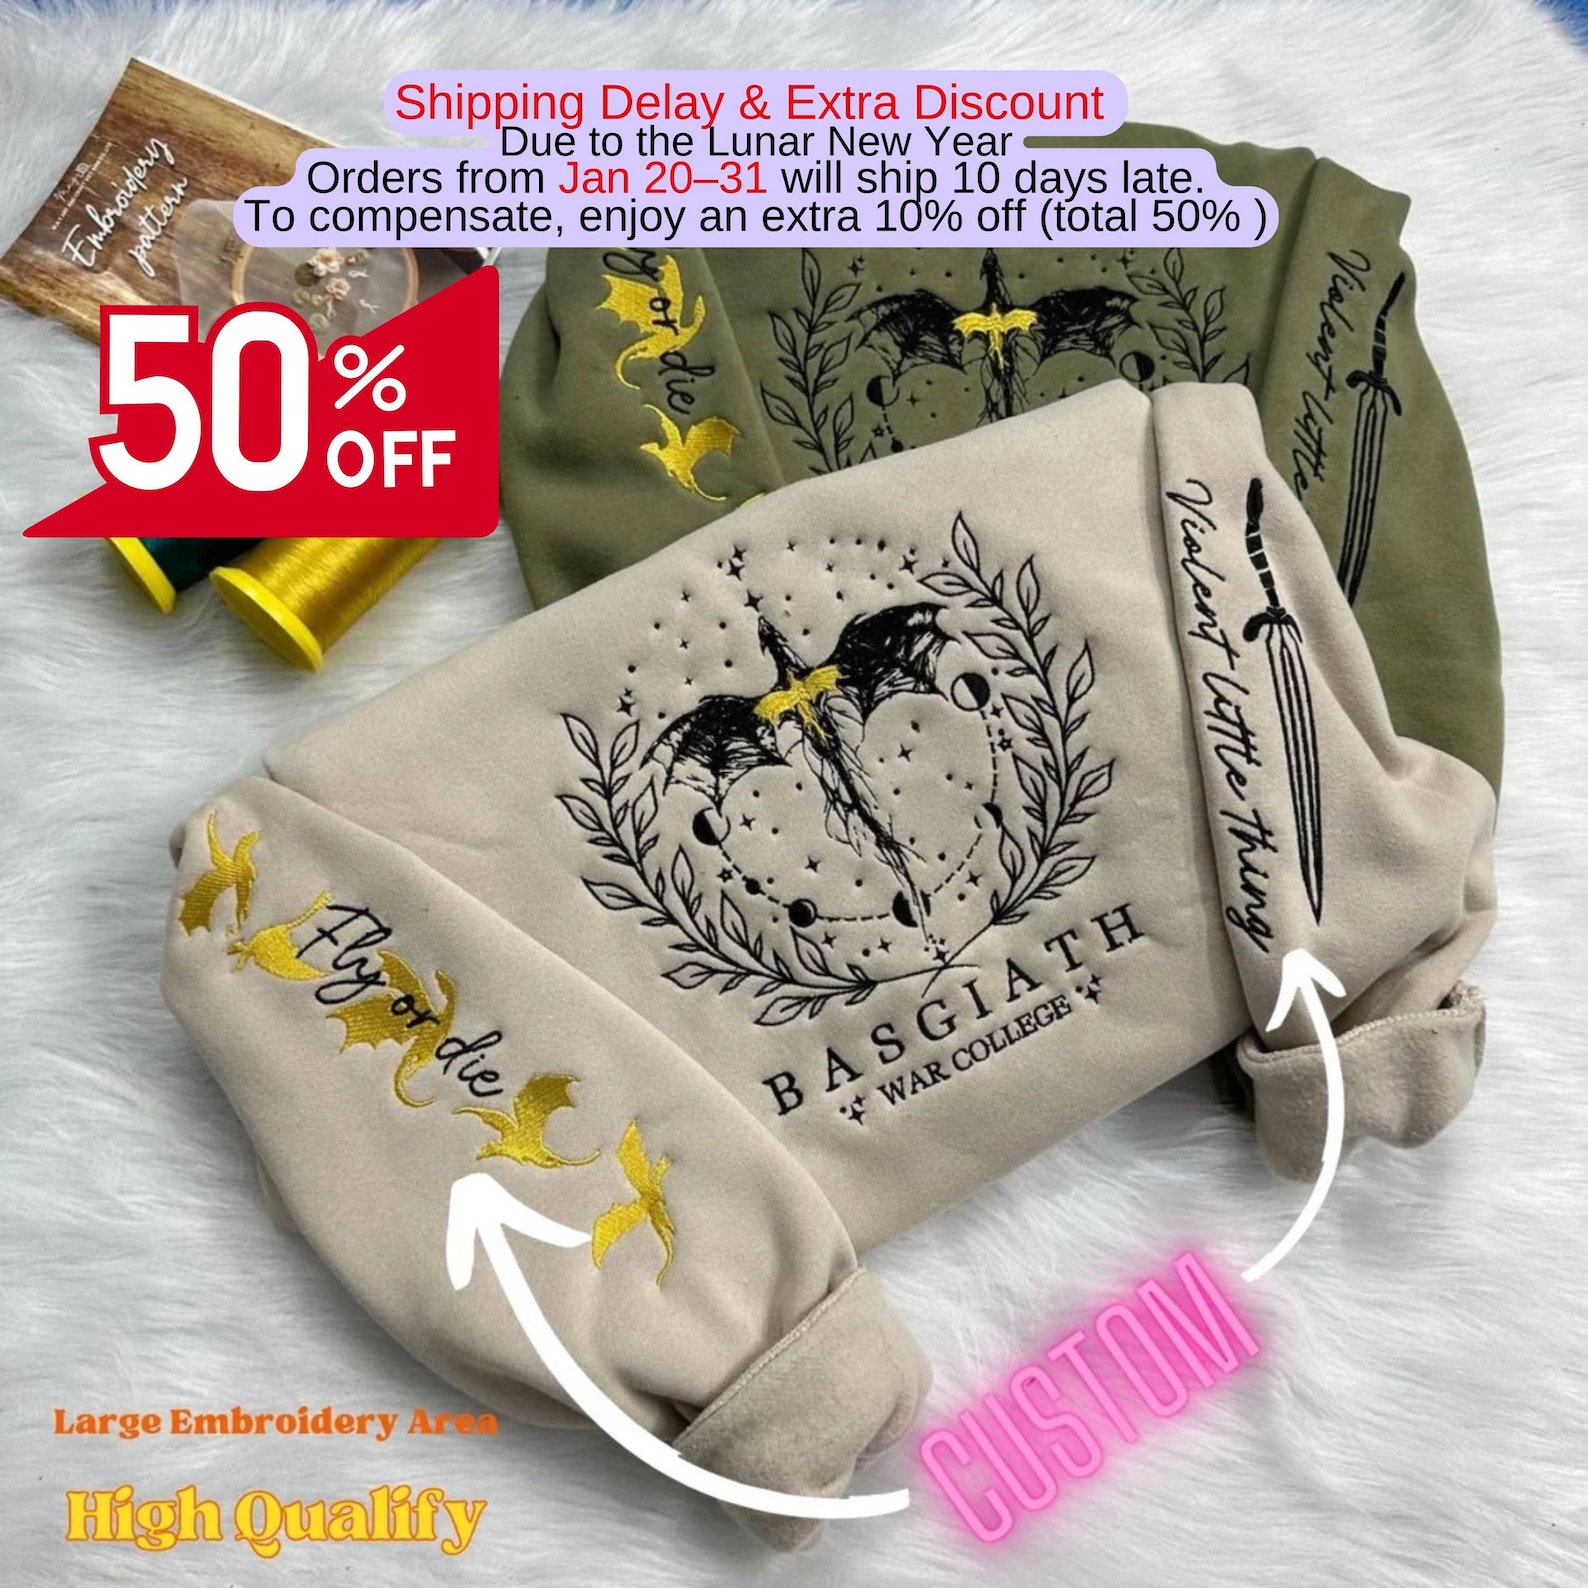 Shipping Delay & Extra Discount
Due to the Lunar New Year
Orders from Jan 20–31 will ship 10 days late.
To compensate, enjoy an extra 10% off (total 50% )
Embroidery
pattern
50%
OFF
or die
Violent little
Violent little thing
Fly or die
BASGIATH
WAR COLLEGE
CUSTOM
Large Embroidery Area
High Qualify